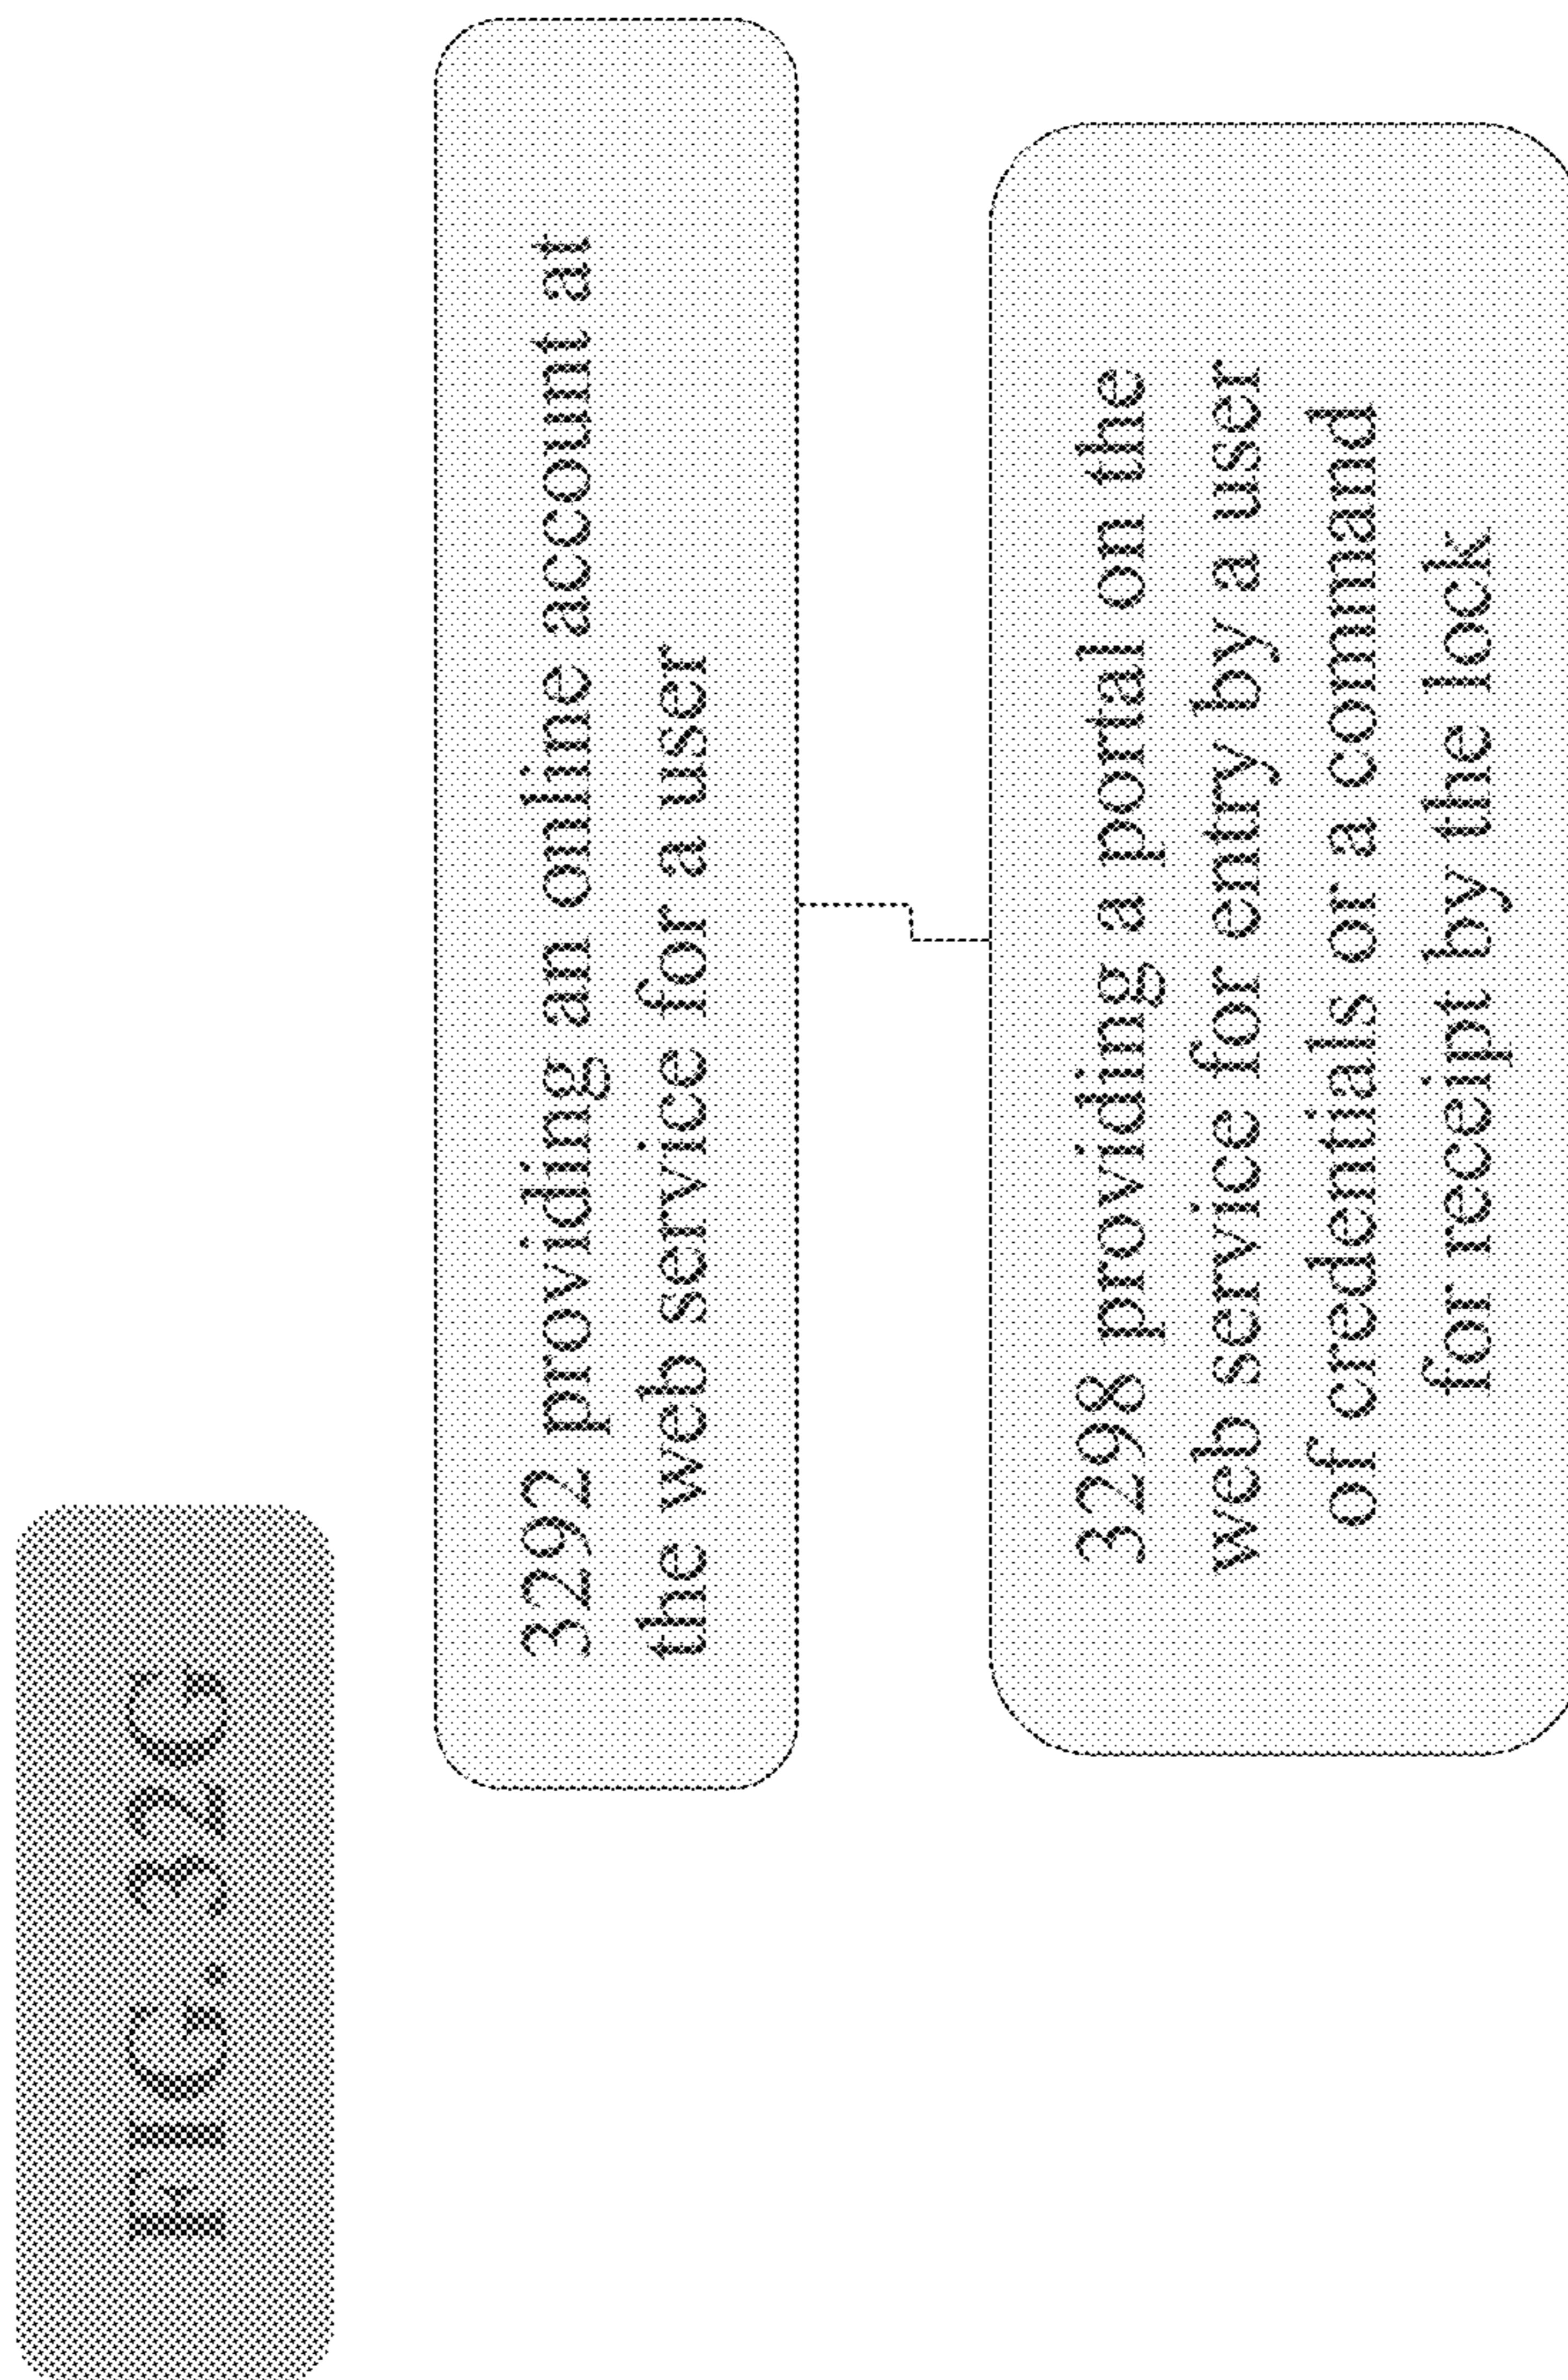 FIG. 32C
3292 providing an online account at
the web service for a user
3298 providing a portal on the
web service for entry by a user
of credentials or a command
for receipt by the lock